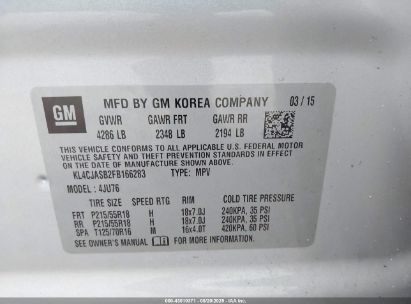 GM
MFD BY GM KOREA COMPANY 03 / 15
GVWR GAWR FRT GAWR RR
4286 LB 2348 LB 2194 LB
THIS VEHICLE CONFORMS TO ALL APPLICABLE U.S. FEDERAL MOTOR
VEHICLE SAFETY, BUMPER, AND THEFT PREVENTION STANDARDS IN
EFFECT ON THE DATE OF MANUFACTURE SHOWN ABOVE.
KL4CJASB2FB166283 TYPE: MPV
MODEL : 4JU76
TIRE SIZE SPEED RTG RIM COLD TIRE PRESSURE
FRT P215/55R18 H 18x7.0J 240KPA, 35 PSI
RR P215/55R18 H 18x7.0J 240KPA, 35 PSI
SPA T125/70R16 M 16x4.0T 420KPA, 60 PSI
SEE OWNER'S MANUAL FOR ADDITIONAL INFORMATION.